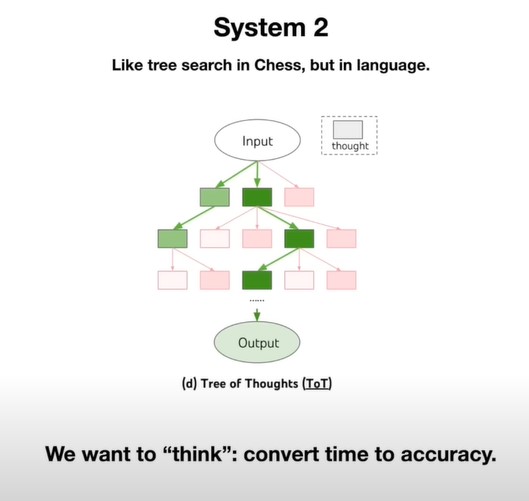 System 2
Like tree search in Chess, but in language.
Input
thought
......
Output
(d) Tree of Thoughts (ToT)
We want to “think”: convert time to accuracy.